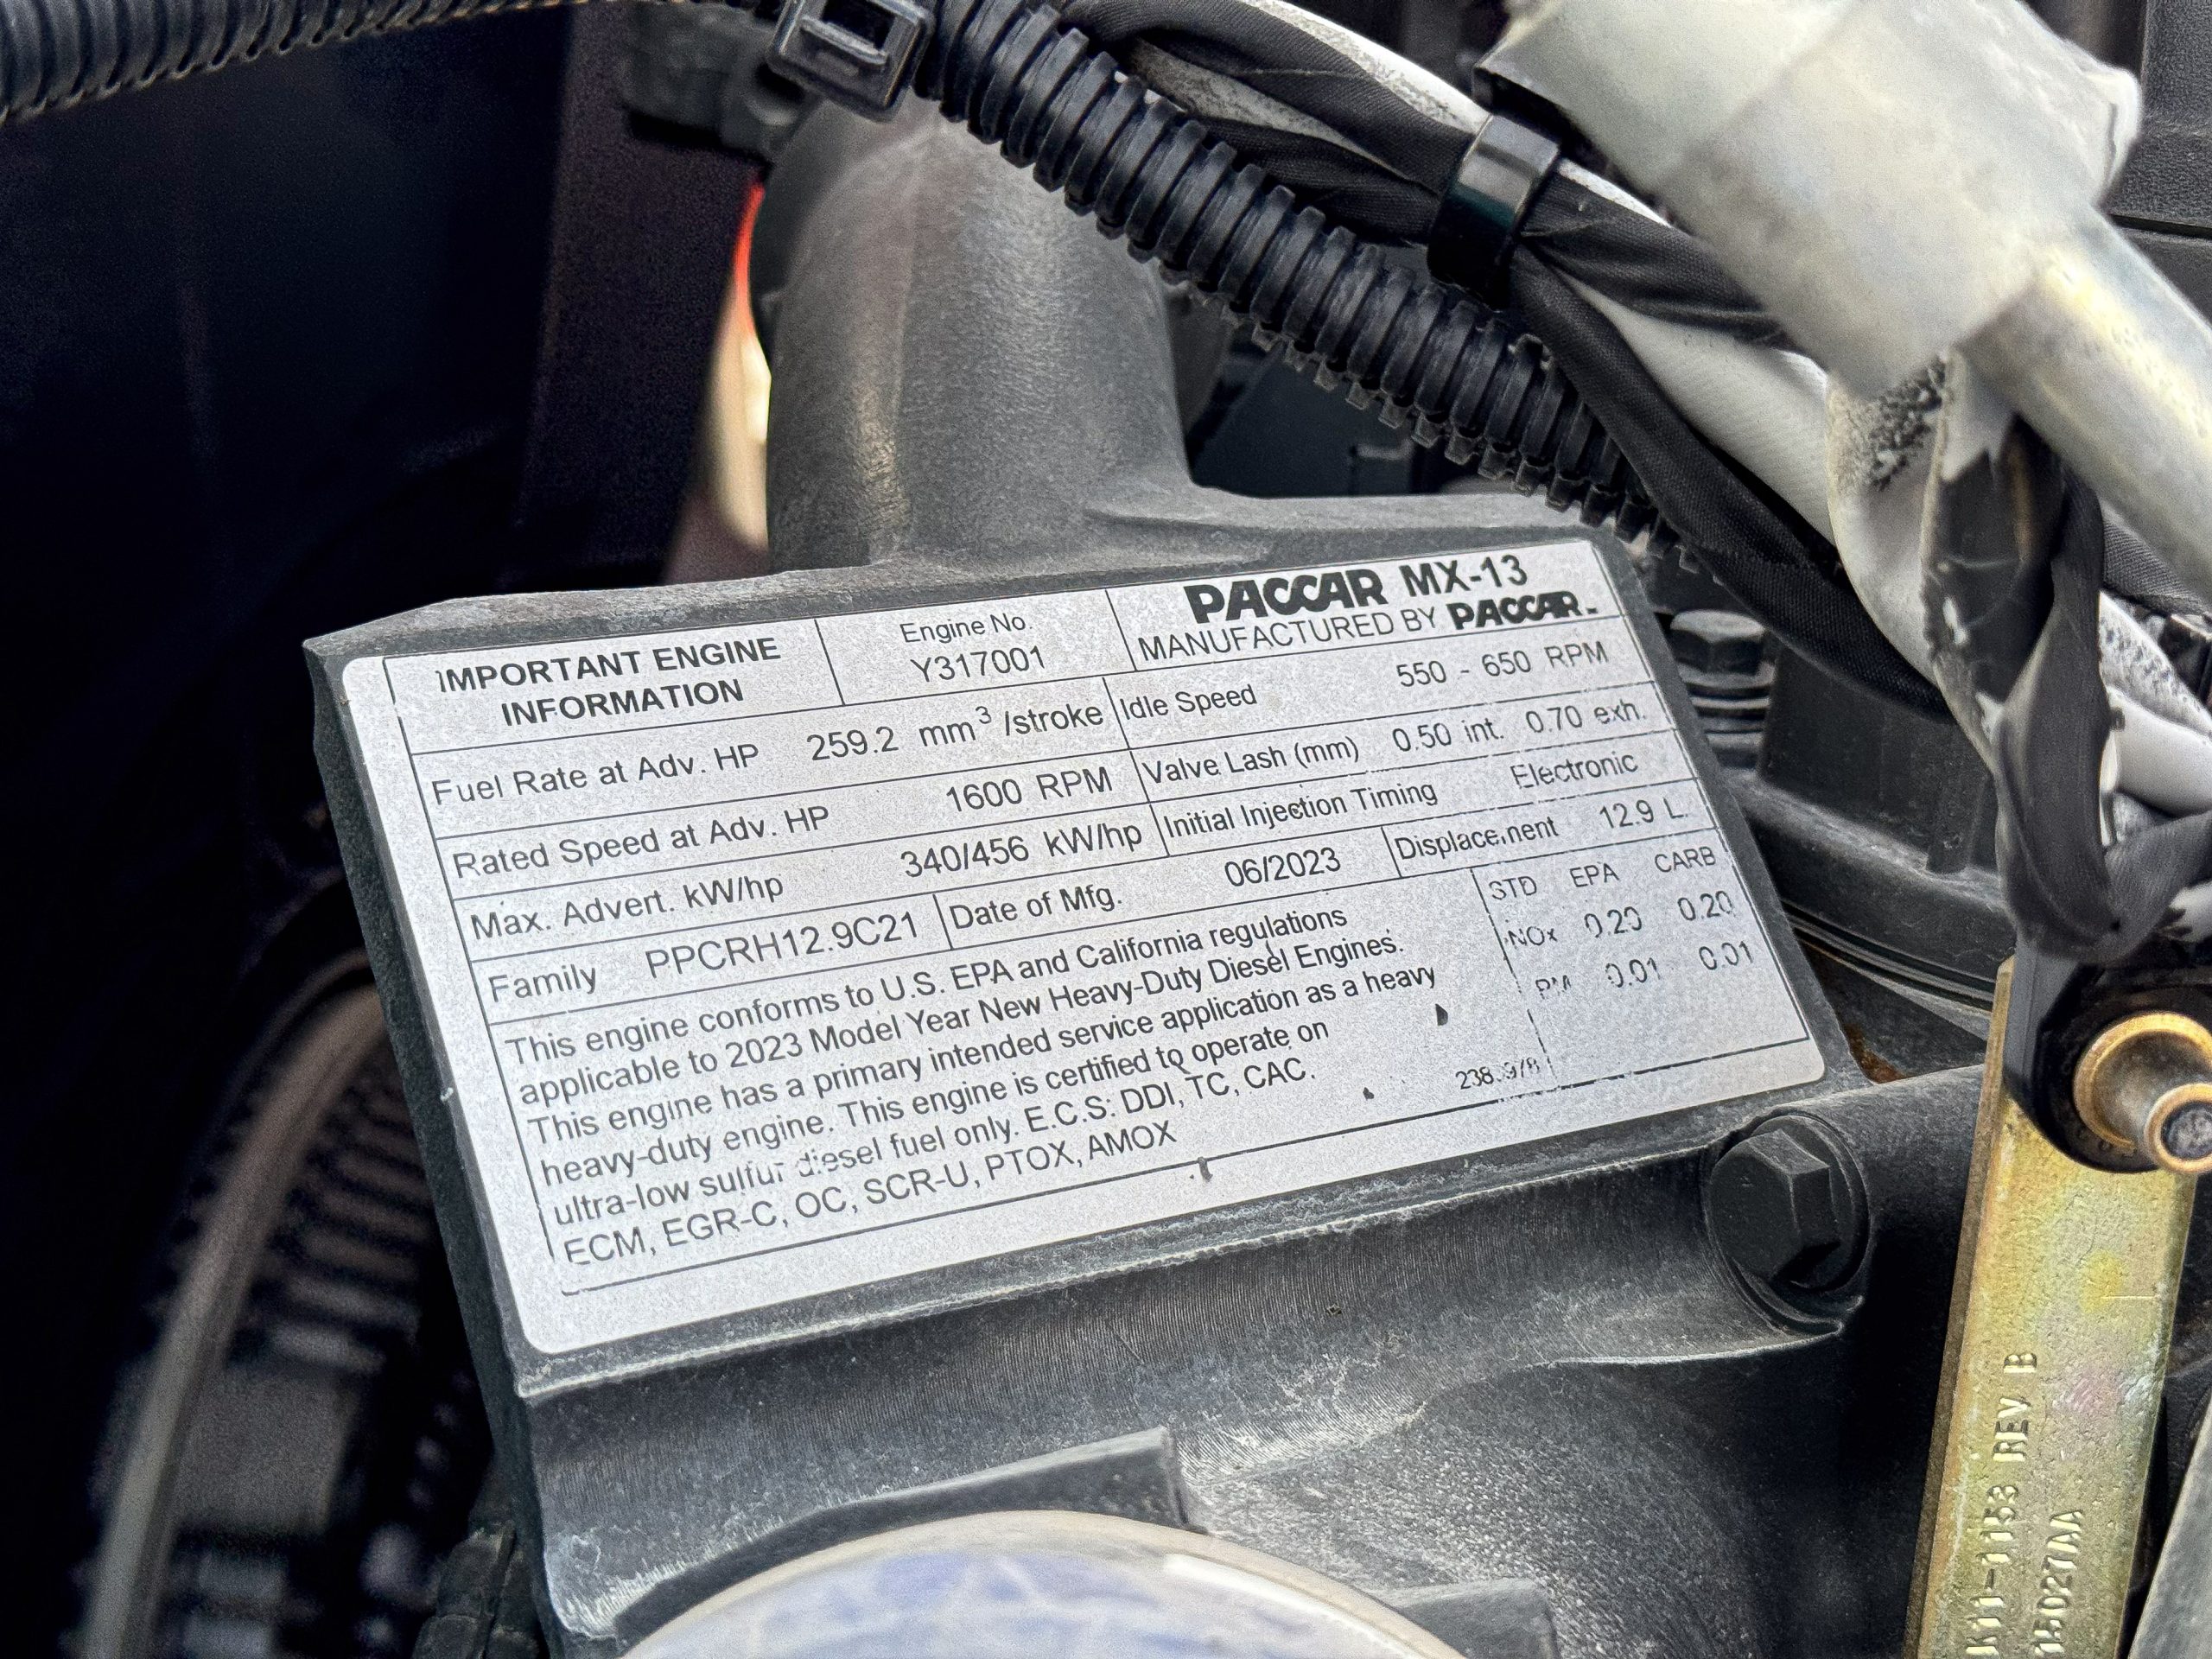 IMPORTANT ENGINE
INFORMATION
Engine No.
Y317001
PACCAR MX-13
MANUFACTURED BY PACCAR
Fuel Rate at Adv. HP 259.2 mm³ /stroke
Idle Speed 550 - 650 RPM
Rated Speed at Adv. HP 1600 RPM
Valve Lash (mm) 0.50 int. 0.70 exh.
Max. Advert. kW/hp 340/456 kW/hp
Initial Injection Timing Electronic
Family PPCRH12.9C21
Date of Mfg. 06/2023
Displacement 12.9 L.
This engine conforms to U.S. EPA and California regulations
applicable to 2023 Model Year New Heavy-Duty Diesel Engines.
This engine has a primary intended service application as a heavy
heavy-duty engine. This engine is certified to operate on
ultra-low sulfur diesel fuel only. E.C.S: DDI, TC, CAC.
ECM, EGR-C, OC, SCR-U, PTOX, AMOX
STD EPA CARB
NOx 0.20 0.20
PM 0.01 0.01
REV B